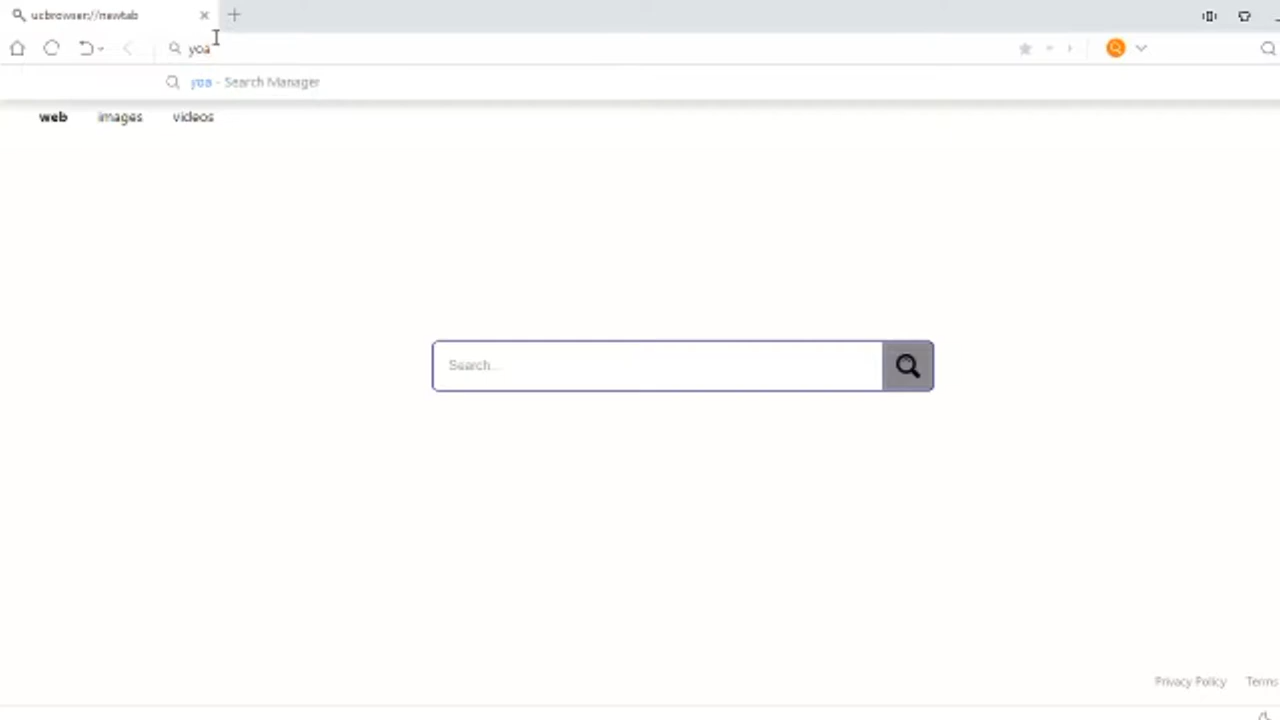 ucbrowser://newtab
yoa
yoa - Search Manager
web images videos
Search...
Privacy Policy Terms